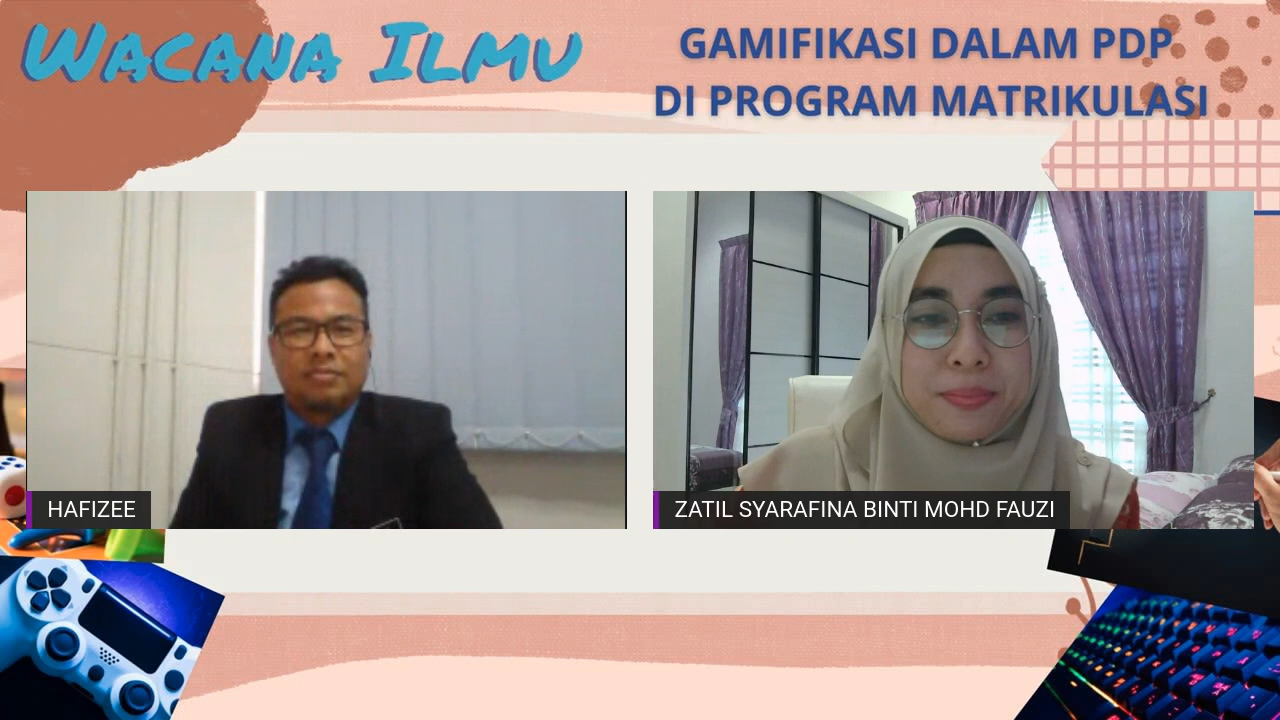 WACANA ILMU
GAMIFIKASI DALAM PDP
DI PROGRAM MATRIKULASI
HAFIZEE
ZATIL SYARAFINA BINTI MOHD FAUZI